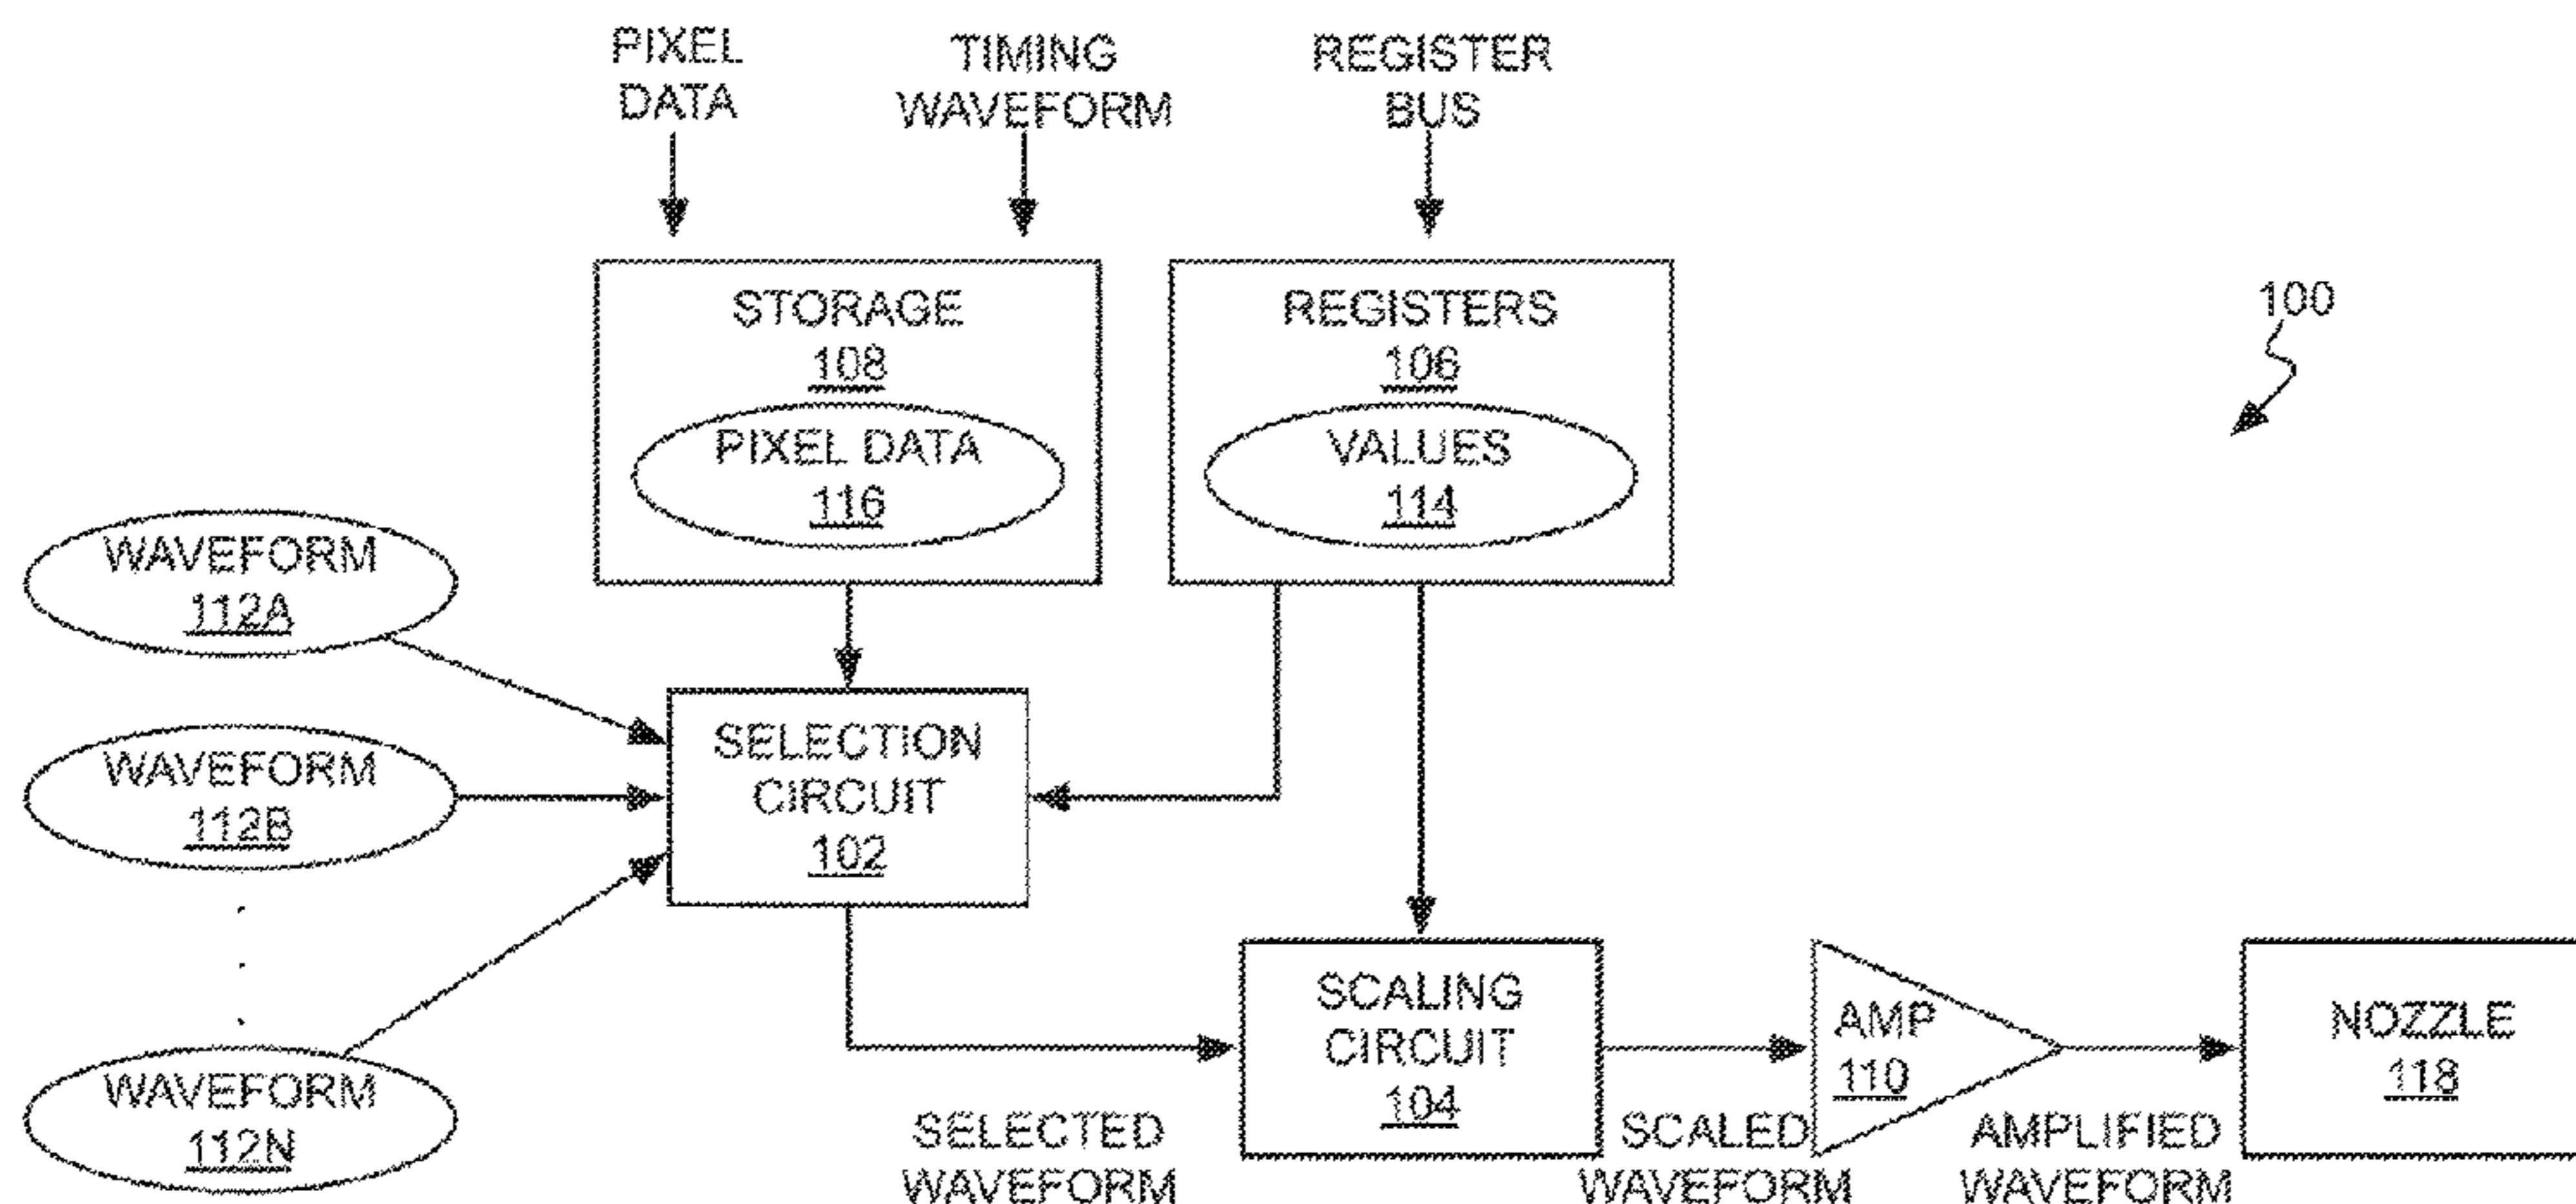 PIXEL
DATA
TIMING
WAVEFORM
REGISTER
BUS
100
STORAGE
108
PIXEL DATA
116
REGISTERS
106
VALUES
114
WAVEFORM
112A
WAVEFORM
112B
.
.
.
WAVEFORM
112N
SELECTION
CIRCUIT
102
SCALING
CIRCUIT
104
AMP
110
NOZZLE
118
SELECTED
WAVEFORM
SCALED
WAVEFORM
AMPLIFIED
WAVEFORM